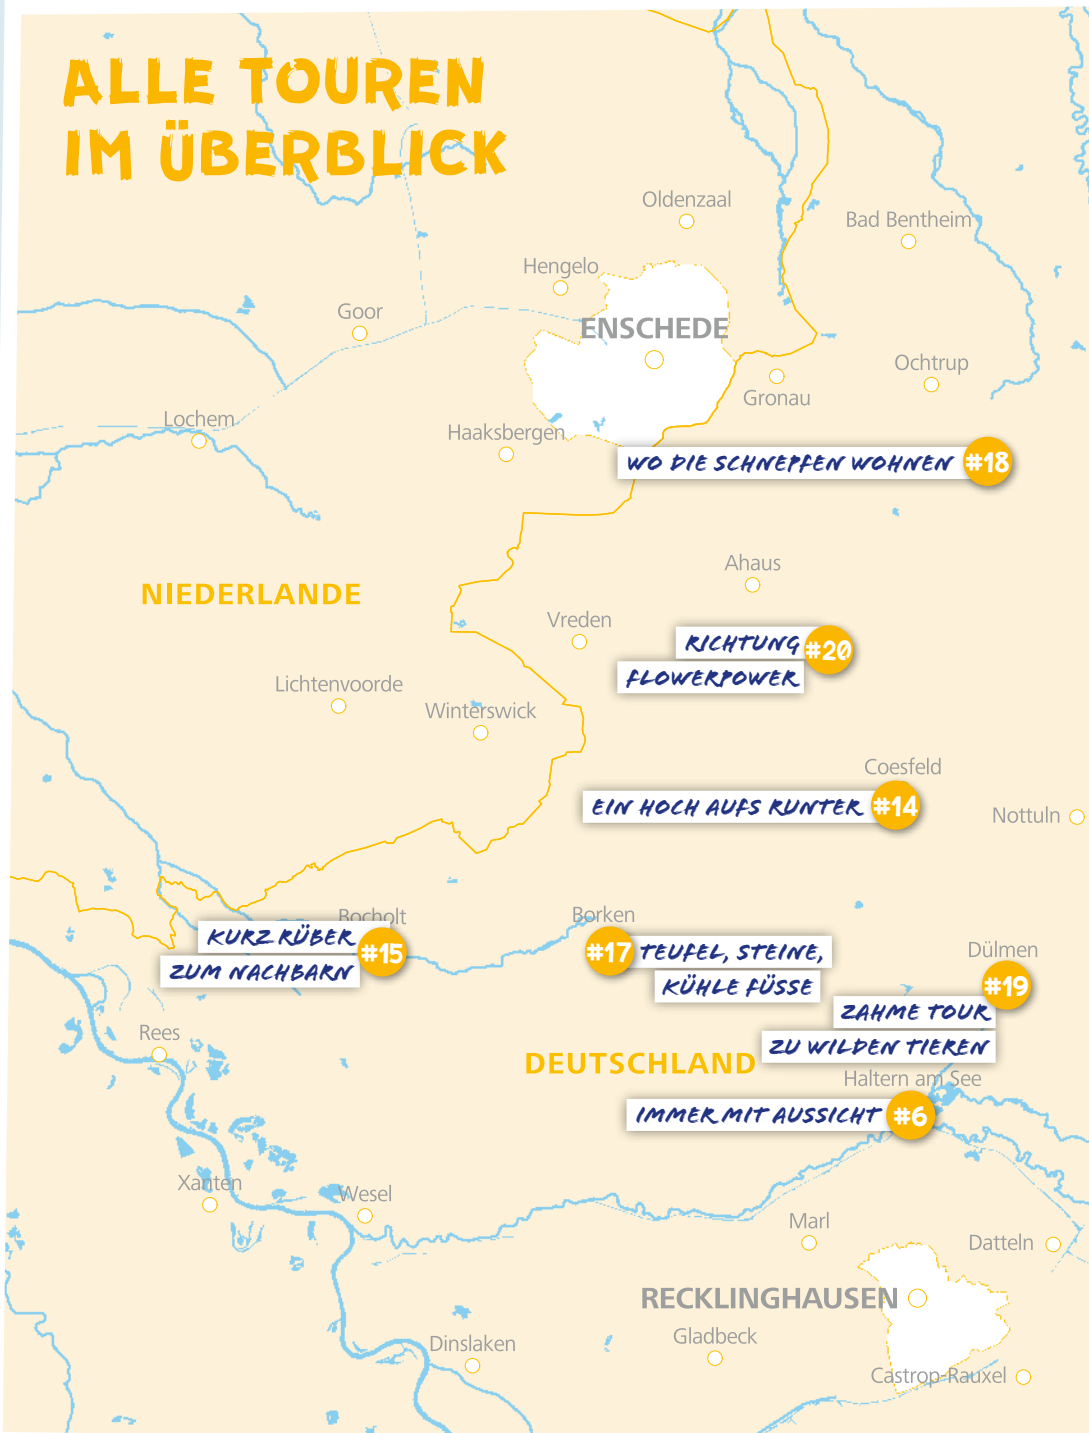 ALLE TOUREN
IM ÜBERBLICK
Oldenzaal
Bad Bentheim
Hengelo
Goor
ENSCHEDE
Ochtrup
Gronau
Lochem
Haaksbergen
WO DIE SCHNEPFEN WOHNEN #18
Ahaus
NIEDERLANDE
Vreden
RICHTUNG #20
FLOWERPOWER
Lichtenvoorde
Winterswick
Coesfeld
EIN HOCH AUFS RUNTER #14
Nottuln
Bocholt
Borken
KURZ RÜBER #15
ZUM NACHBARN
#17 TEUFEL, STEINE,
KÜHLE FÜSSE
Dülmen
#19
ZAHME TOUR
ZU WILDEN TIEREN
Rees
DEUTSCHLAND
Haltern am See
IMMER MIT AUSSICHT #6
Xanten
Wesel
Marl
Datteln
RECKLINGHAUSEN
Gladbeck
Dinslaken
Castrop-Rauxel